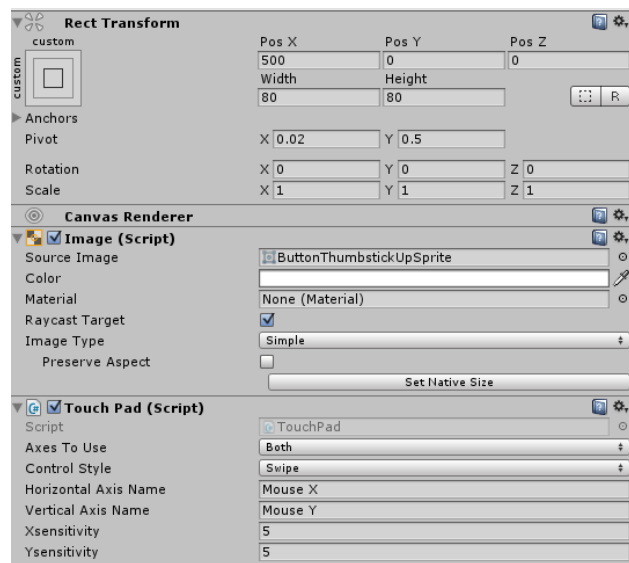 Rect Transform
custom
custom
Pos X Pos Y Pos Z
500 0 0
Width Height
80 80
R
Anchors
Pivot X 0.02 Y 0.5
Rotation X 0 Y 0 Z 0
Scale X 1 Y 1 Z 1
Canvas Renderer
Image (Script)
Source Image ButtonThumbstickUpSprite
Color
Material None (Material)
Raycast Target
Image Type Simple
Preserve Aspect
Set Native Size
C# Touch Pad (Script)
Script TouchPad
Axes To Use Both
Control Style Swipe
Horizontal Axis Name Mouse X
Vertical Axis Name Mouse Y
Xsensitivity 5
Ysensitivity 5